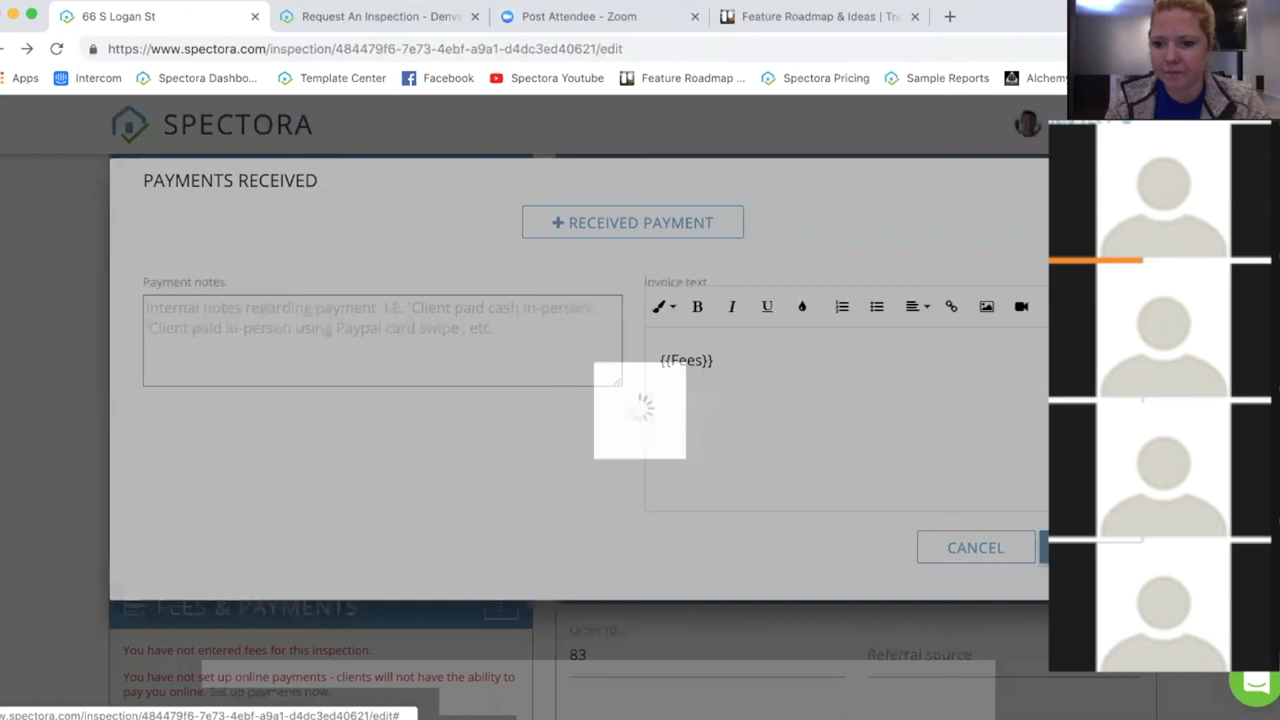 66 S Logan St
Request An Inspection - Denve
Post Attendee - Zoom
Feature Roadmap & Ideas | Tr
https://www.spectora.com/inspection/484479f6-7e73-4ebf-a9a1-d4dc3ed40621/edit
Apps
Intercom
Spectora Dashbo...
Template Center
Facebook
Spectora Youtube
Feature Roadmap ...
Spectora Pricing
Sample Reports
Alchem
SPECTORA
PAYMENTS RECEIVED
+ RECEIVED PAYMENT
Payment notes
Invoice text
Internal notes regarding payment. I.E. 'Client paid cash in-person',
'Client paid in-person using Paypal card swipe', etc.
B I U
{{Fees}}
CANCEL
FEES & PAYMENTS
You have not entered fees for this inspection.
You have not set up online payments - clients will not have the ability to
pay you online. Set up payments now.
83
Referral source
w.spectora.com/inspection/484479f6-7e73-4ebf-a9a1-d4dc3ed40621/edit#